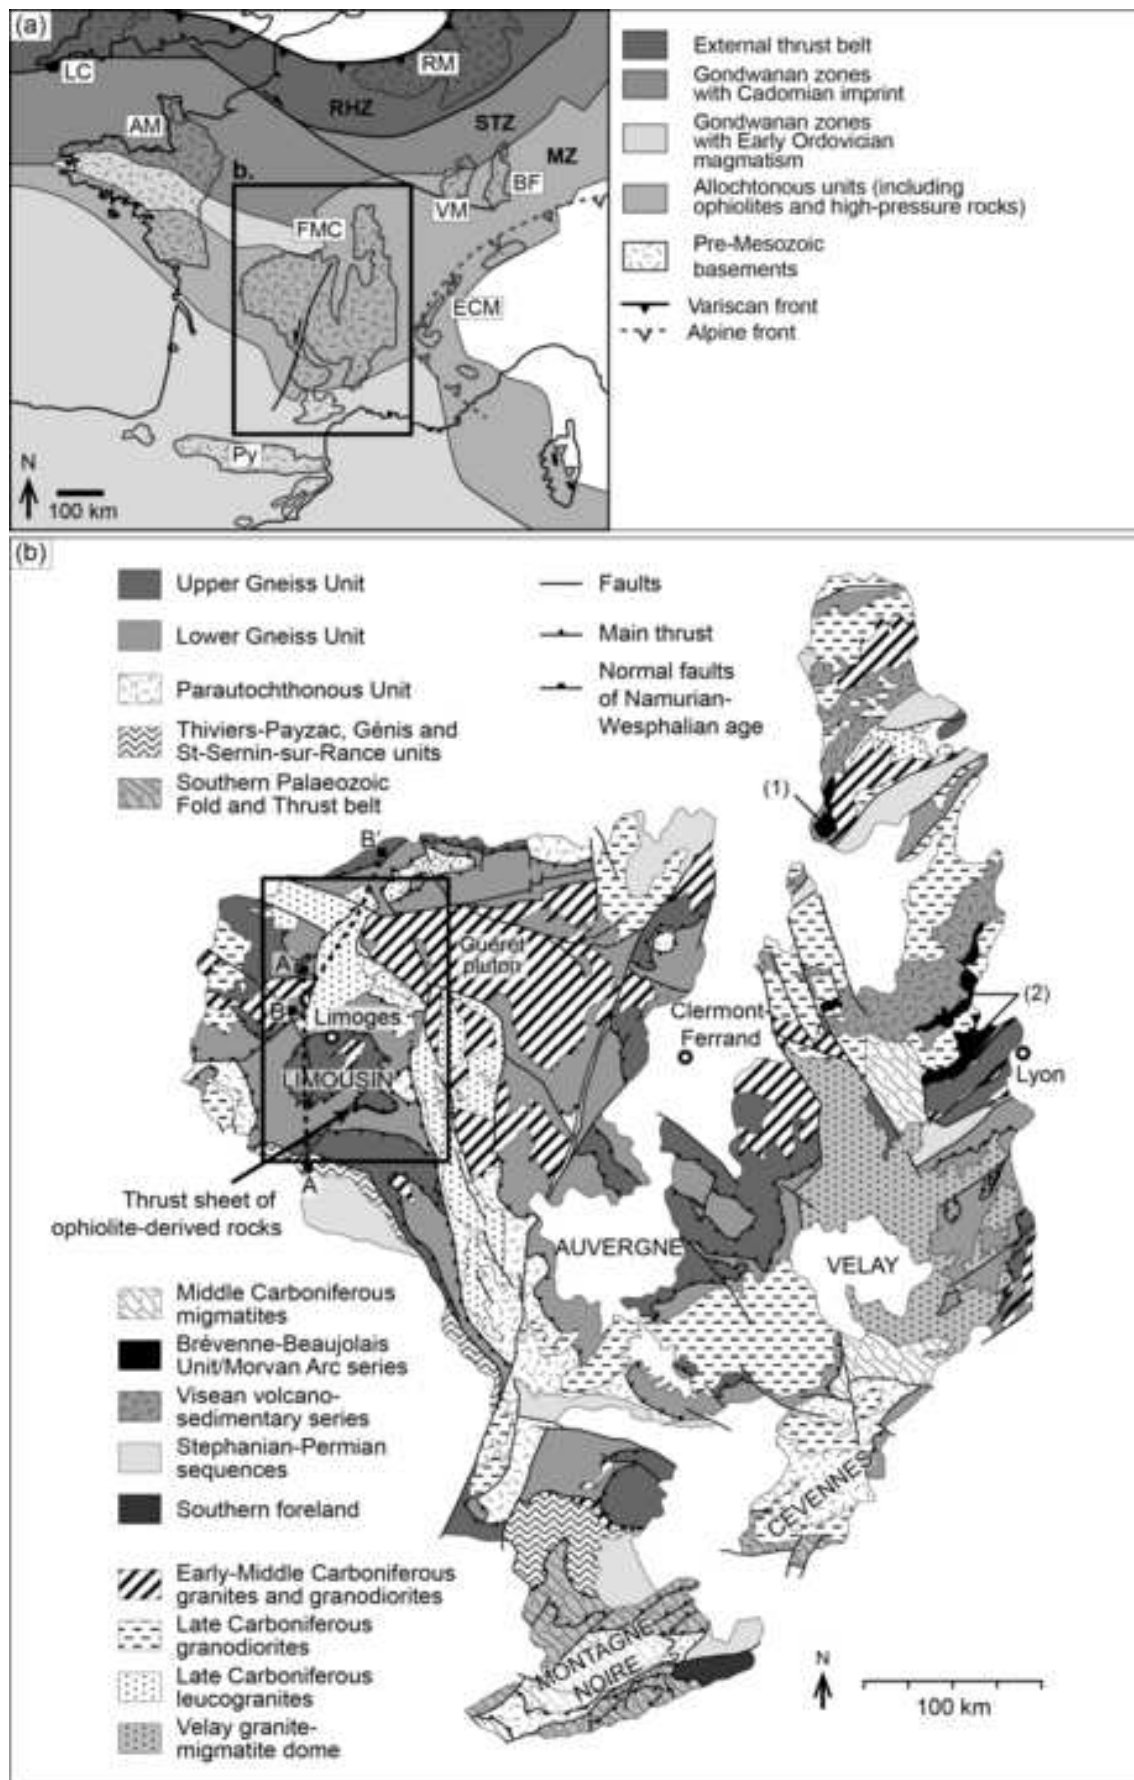 (a)
LC
RM
RHZ
AM
STZ
MZ
b.
BF
VM
FMC
ECM
Py
N
100 km
External thrust belt
Gondwanan zones
with Cadomian imprint
Gondwanan zones
with Early Ordovician
magmatism
Allochtonous units (including
ophiolites and high-pressure rocks)
Pre-Mesozoic
basements
Variscan front
Alpine front
(b)
Upper Gneiss Unit
Lower Gneiss Unit
Parautochthonous Unit
Thiviers-Payzac, Génis and
St-Sernin-sur-Rance units
Southern Palaeozoic
Fold and Thrust belt
Faults
Main thrust
Normal faults
of Namurian-
Wesphalian age
(1)
B'
Guéret
pluton
A'
B
Limoges
LIMOUSIN
Clermont-
Ferrand
(2)
Lyon
A
Thrust sheet of
ophiolite-derived rocks
AUVERGNE
VELAY
Middle Carboniferous
migmatites
Brévenne-Beaujolais
Unit/Morvan Arc series
Visean volcano-
sedimentary series
Stephanian-Permian
sequences
Southern foreland
CEVENNES
Early-Middle Carboniferous
granites and granodiorites
Late Carboniferous
granodiorites
Late Carboniferous
leucogranites
Velay granite-
migmatite dome
MONTAGNE
NOIRE
N
100 km